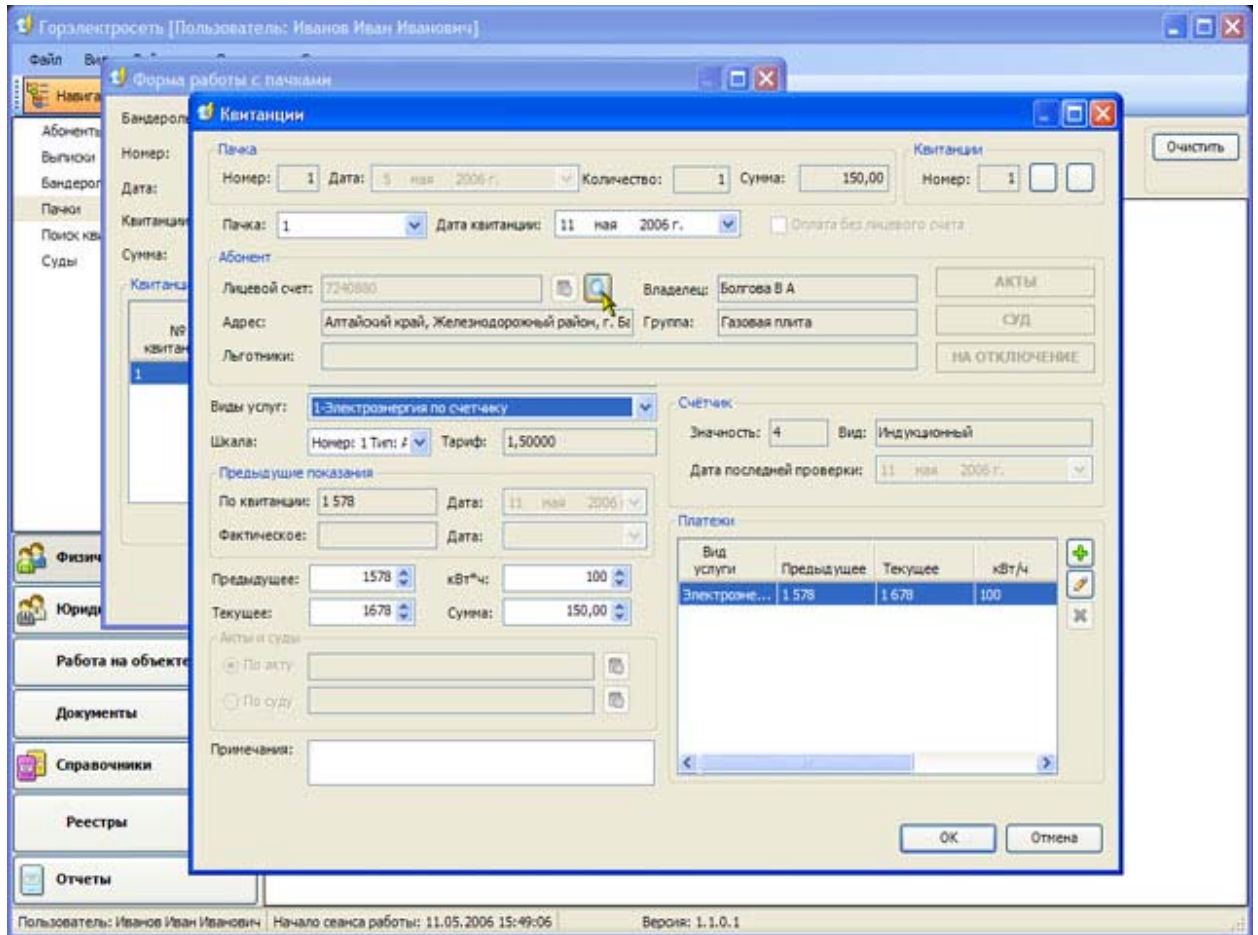 Горэлектросеть [Пользователь: Иванов Иван Иванович]
Файл
Форма работы с пачками
Квитанции
Абоненты
Выписки
Пачки
Суды
Номер:
Дата:
Сумма:
№
1
Очистить
Пачка
Номер: 1 Дата: 5 мая 2006 г. Количество: 1 Сумма: 150,00
Квитанции
Номер: 1
Пачка: 1 Дата квитанции: 11 мая 2006 г. Оплата без лицевого счета
Абонент
Лицевой счет: 7240880 Владелец: Болгова В А
Адрес: Алтайский край, Железнодорожный район, г. Ба Группа: Газовая плита
Льготники:
АКТЫ
СУД
НА ОТКЛЮЧЕНИЕ
Виды услуг: 1-Электроэнергия по счетчику
Шкала: Номер: 1 Тип: Тариф: 1,50000
Предыдущие показания
По квитанции: 1 578 Дата: 11 мая 2006 г
Фактическое: Дата:
Предыдущее: 1578 кВт*ч: 100
Текущее: 1678 Сумма: 150,00
Акты и суды
По акту
По суду
Примечания:
Счётчик
Значность: 4 Вид: Индукционный
Дата последней проверки: 11 мая 2006 г.
Платежи
Вид услуги Предыдущее Текущее кВт/ч
Электроэне... 1 578 1 678 100
OK Отмена
Работа на объекте
Документы
Справочники
Реестры
Отчеты
Пользователь: Иванов Иван Иванович Начало сеанса работы: 11.05.2006 15:49:06 Версия: 1.1.0.1